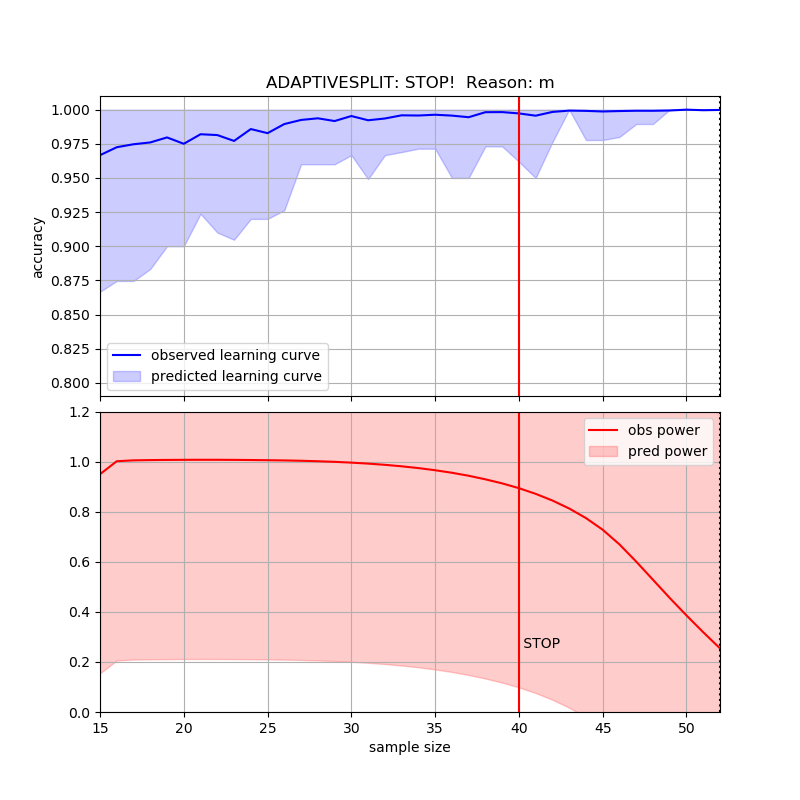 ADAPTIVESPLIT: STOP!  Reason: m
1.000
0.975
0.950
0.925
0.900
0.875
0.850
0.825
0.800
accuracy
observed learning curve
predicted learning curve
1.2
1.0
0.8
0.6
0.4
0.2
0.0
obs power
pred power
STOP
15 20 25 30 35 40 45 50
sample size